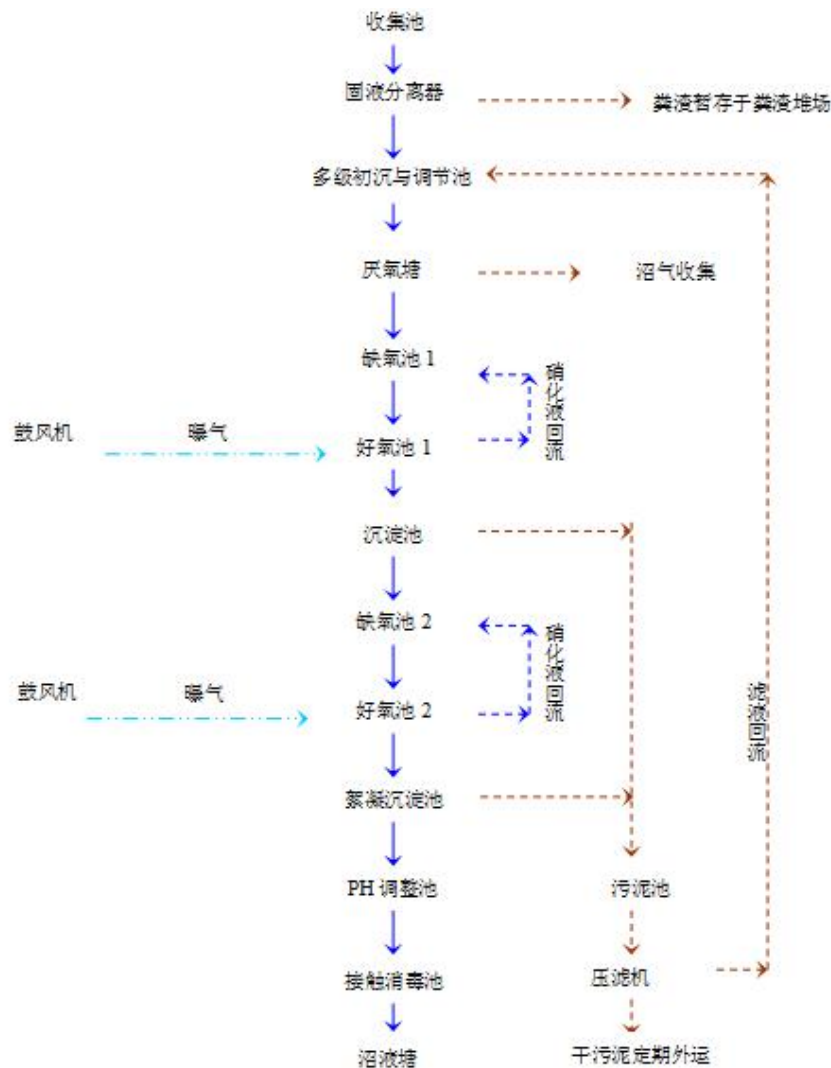 收集池
固液分离器
粪渣暂存于粪渣堆场
多级初沉与调节池
厌氧塘
沼气收集
缺氧池 1
硝化液回流
鼓风机
曝气
好氧池 1
沉淀池
缺氧池 2
硝化液回流
鼓风机
曝气
好氧池 2
滤液回流
絮凝沉淀池
PH 调整池
污泥池
接触消毒池
压滤机
沼液塘
干污泥定期外运